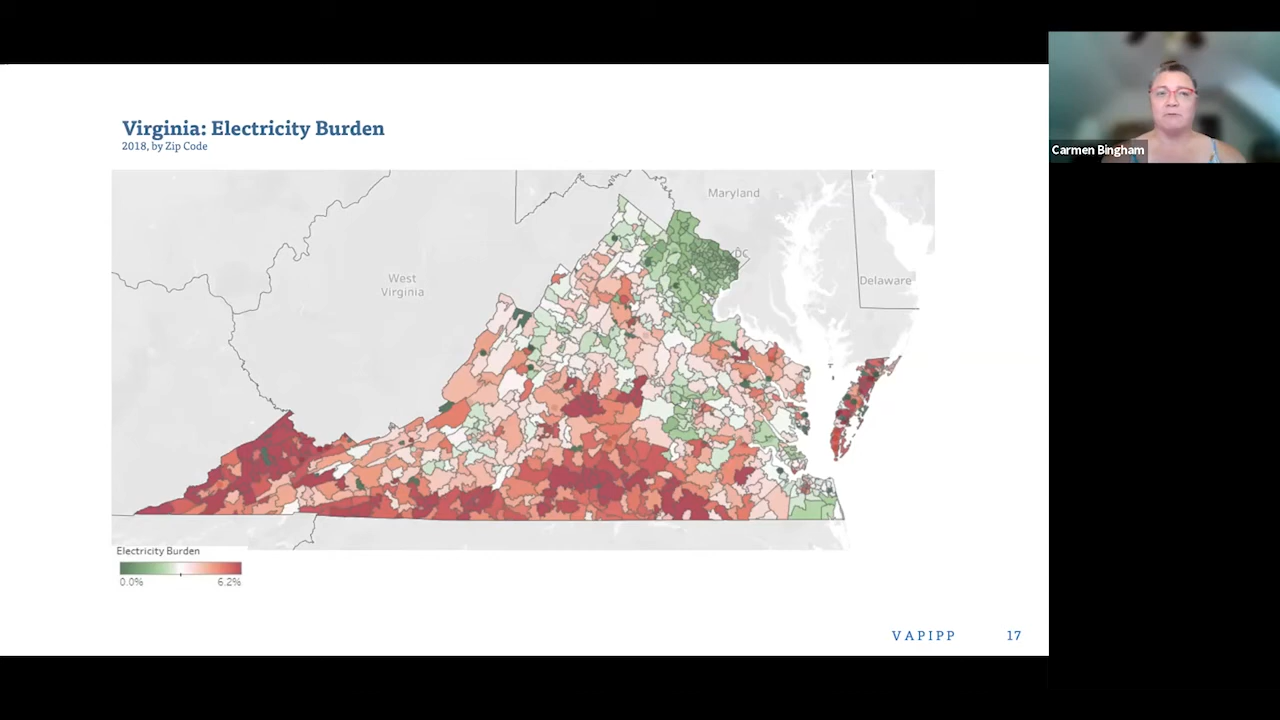 Virginia: Electricity Burden
2018, by Zip Code
Maryland
DC
West
Virginia
Delaware
Electricity Burden
0.0%
6.2%
VAPIPP
17
Carmen Bingham